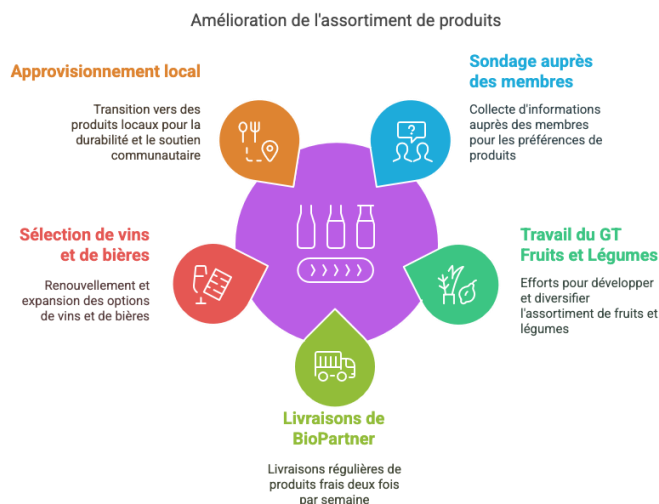 Amélioration de l'assortiment de produits
Approvisionnement local
Transition vers des
produits locaux pour la
durabilité et le soutien
communautaire
Sondage auprès
des membres
Collecte d'informations
auprès des membres
pour les préférences de
produits
?
Sélection de vins
et de bières
Renouvellement et
expansion des options
de vins et de bières
Travail du GT
Fruits et Légumes
Efforts pour développer
et diversifier
l'assortiment de fruits et
légumes
Livraisons de
BioPartner
Livraisons régulières de
produits frais deux fois
par semaine